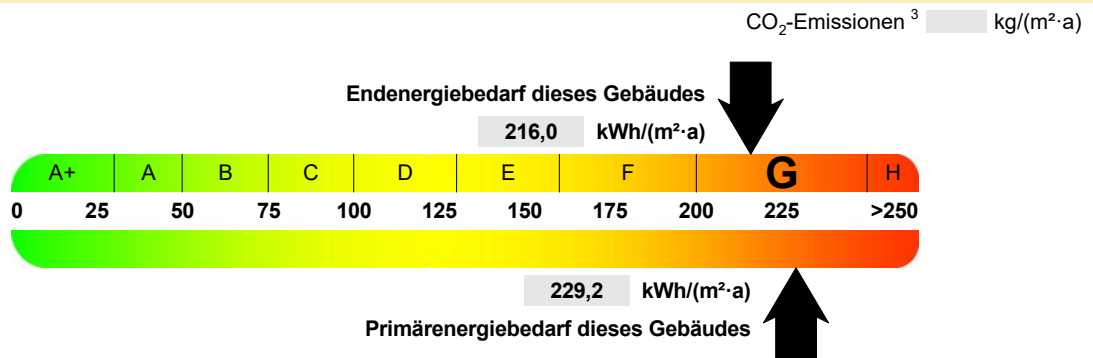 CO₂-Emissionen ³ kg/(m²·a)
Endenergiebedarf dieses Gebäudes
216,0 kWh/(m²·a)
A+ A B C D E F G H
0 25 50 75 100 125 150 175 200 225 >250
229,2 kWh/(m²·a)
Primärenergiebedarf dieses Gebäudes